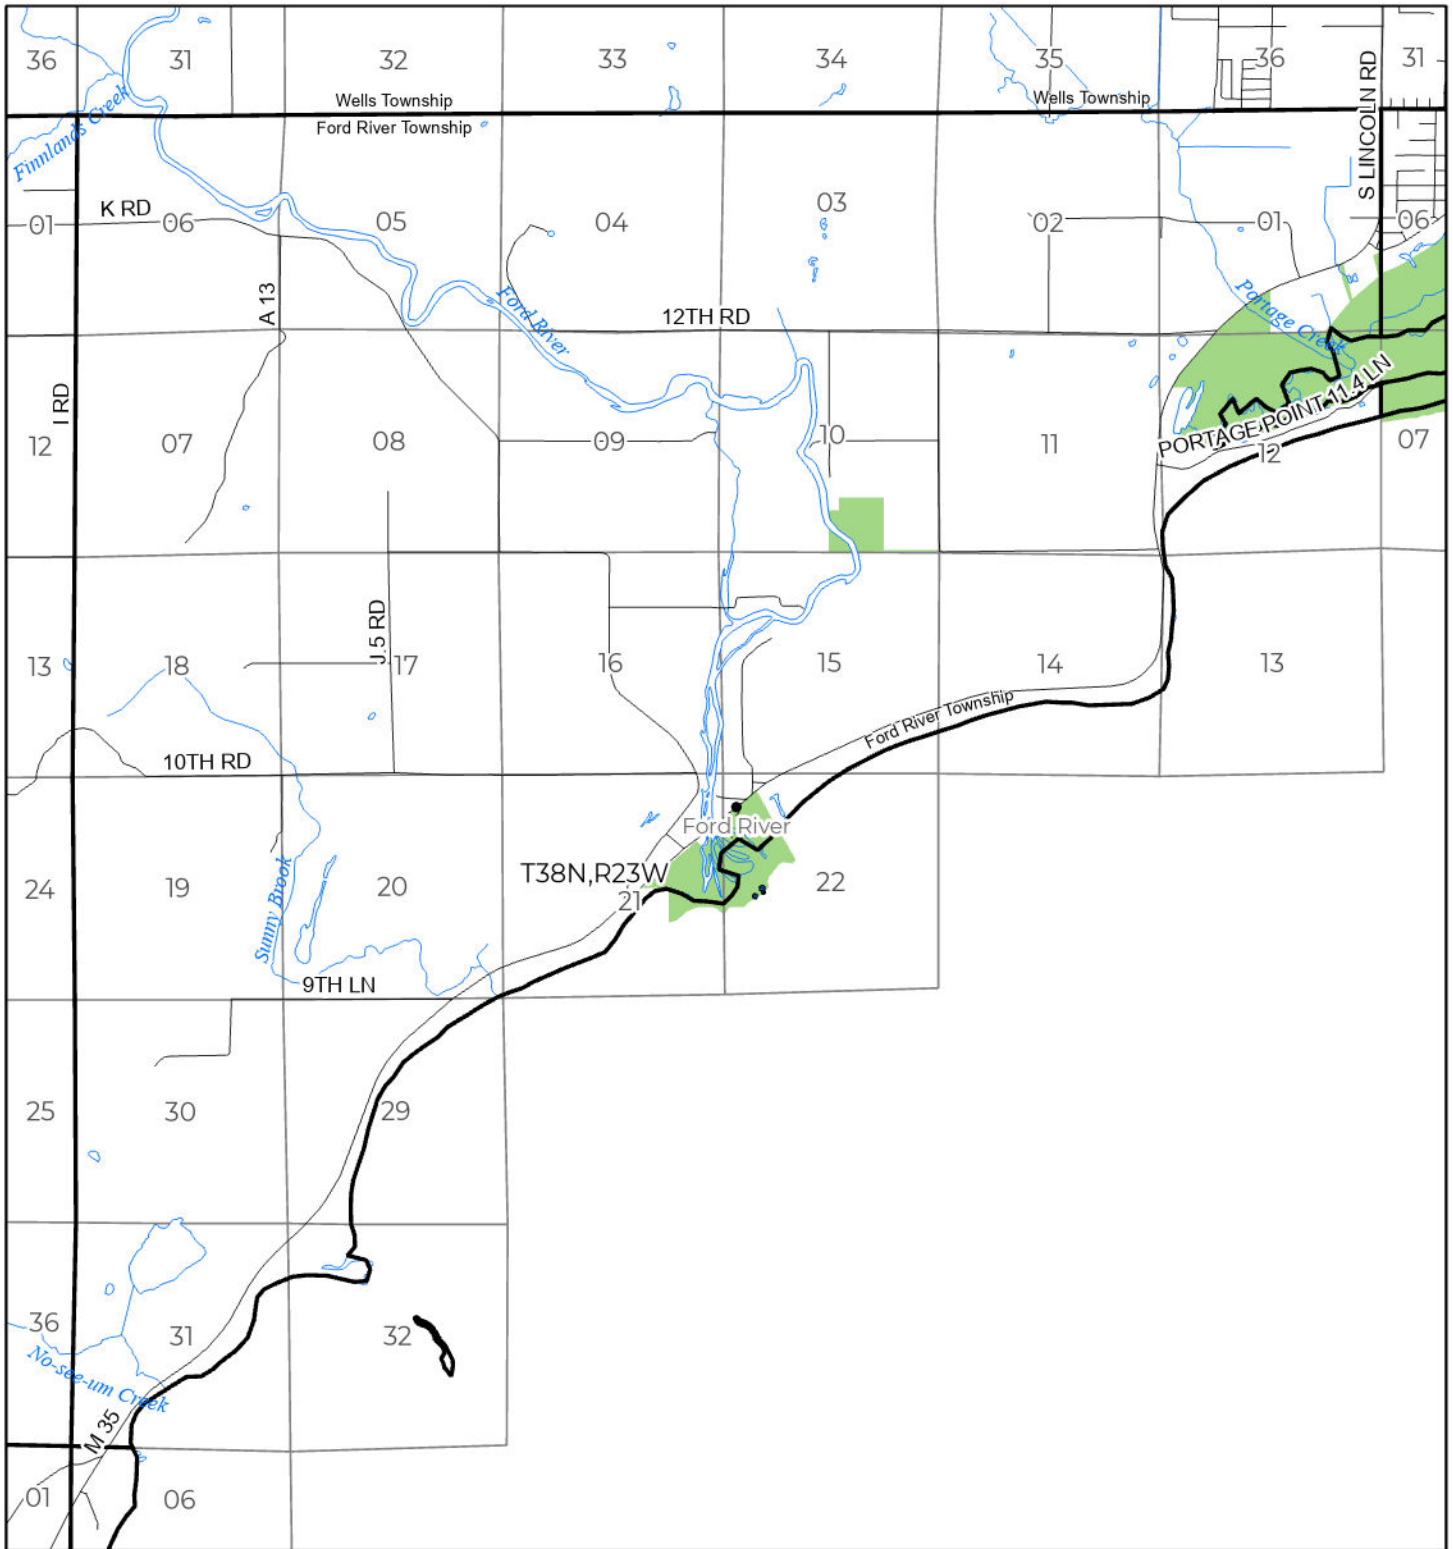 36
31
32
33
34
35
36
31
S LINCOLN RD
Wells Township
Wells Township
Ford River Township
Finnlands Creek
K RD
01
06
05
04
03
02
01
06
A 13
Ford River
12TH RD
Portage Creek
I RD
PORTAGE POINT 11.4 LN
12
07
08
09
10
11
12
07
J.5 RD
13
18
17
16
15
14
13
Ford River Township
10TH RD
Ford River
T38N,R23W
24
19
20
21
22
Sunny Brook
9TH LN
25
30
29
36
31
32
No-see-um Creek
M 35
01
06